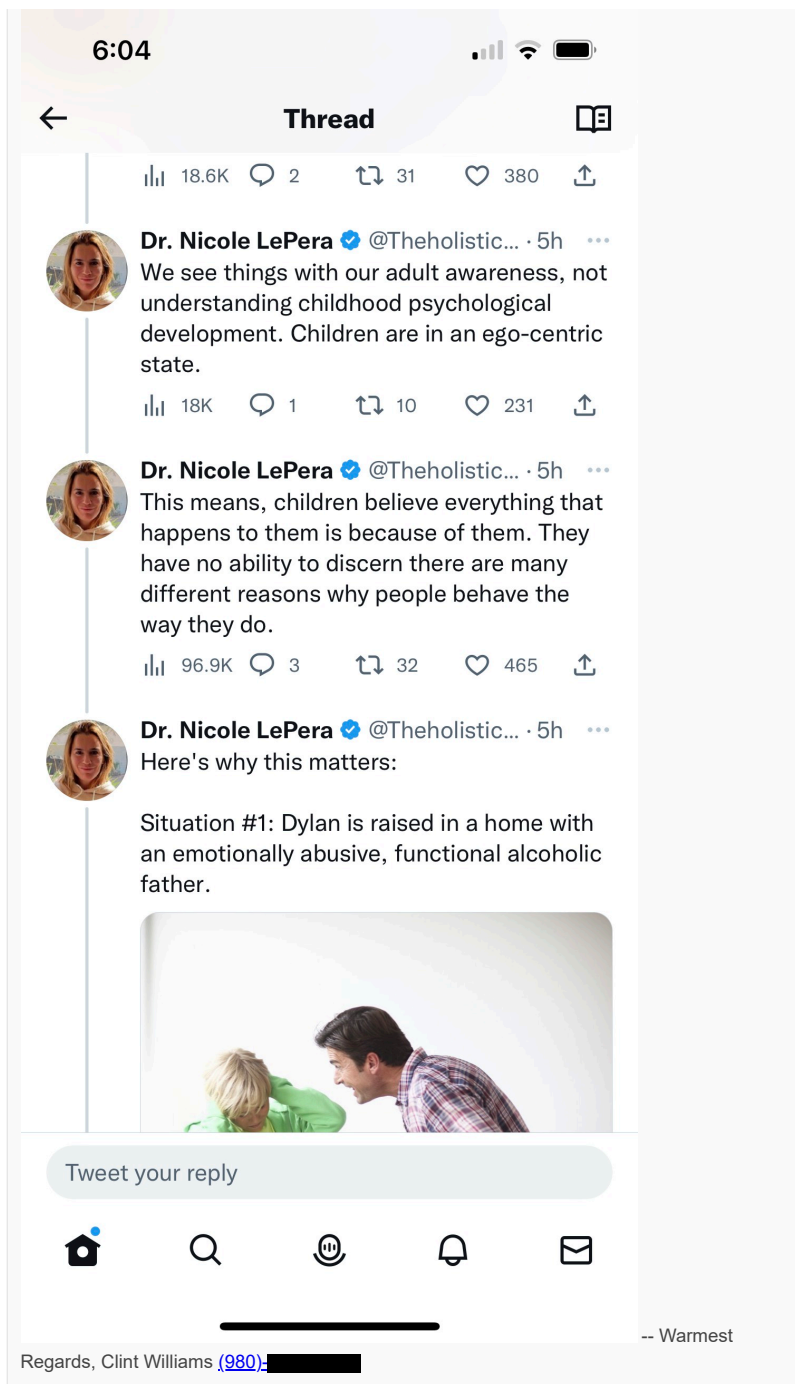 6:04
Thread
18.6K 2 31 380
Dr. Nicole LePera @Theholistic... · 5h
We see things with our adult awareness, not
understanding childhood psychological
development. Children are in an ego-centric
state.
18K 1 10 231
Dr. Nicole LePera @Theholistic... · 5h
This means, children believe everything that
happens to them is because of them. They
have no ability to discern there are many
different reasons why people behave the
way they do.
96.9K 3 32 465
Dr. Nicole LePera @Theholistic... · 5h
Here's why this matters:
Situation #1: Dylan is raised in a home with
an emotionally abusive, functional alcoholic
father.
Tweet your reply
-- Warmest
Regards, Clint Williams (980)-